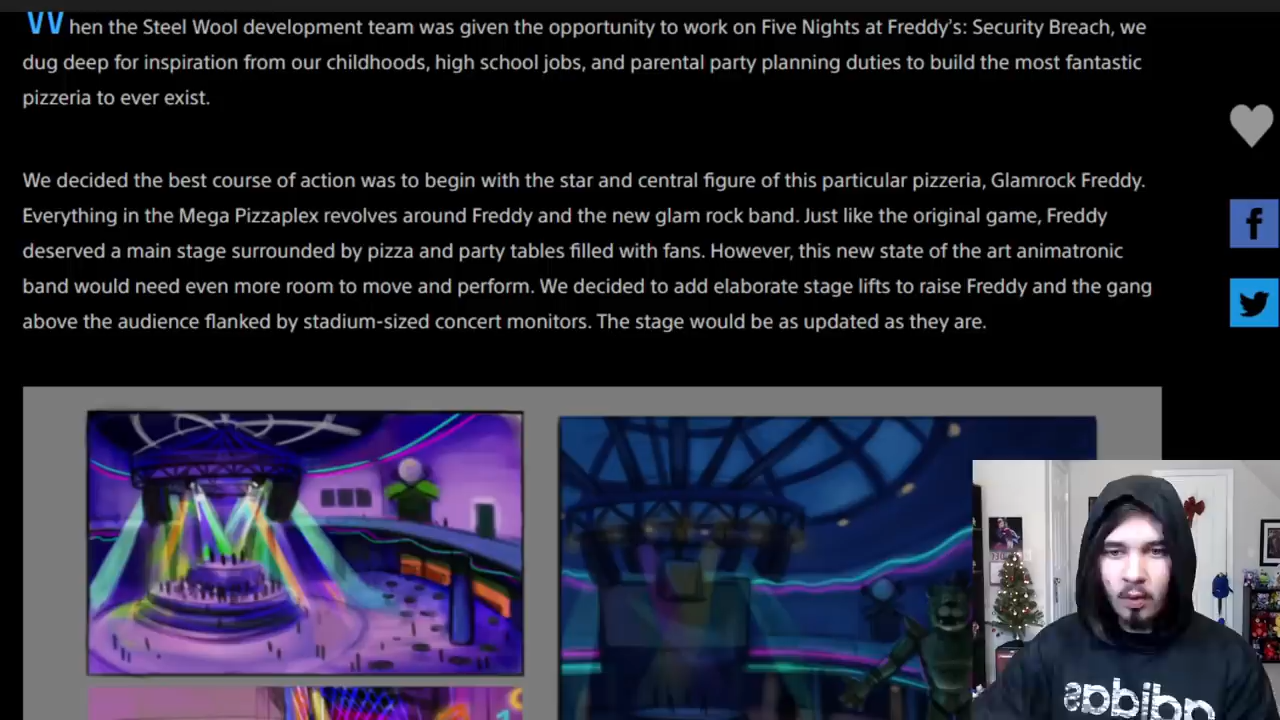 When the Steel Wool development team was given the opportunity to work on Five Nights at Freddy's: Security Breach, we
dug deep for inspiration from our childhoods, high school jobs, and parental party planning duties to build the most fantastic
pizzeria to ever exist.
We decided the best course of action was to begin with the star and central figure of this particular pizzeria, Glamrock Freddy.
Everything in the Mega Pizzaplex revolves around Freddy and the new glam rock band. Just like the original game, Freddy
deserved a main stage surrounded by pizza and party tables filled with fans. However, this new state of the art animatronic
band would need even more room to move and perform. We decided to add elaborate stage lifts to raise Freddy and the gang
above the audience flanked by stadium-sized concert monitors. The stage would be as updated as they are.